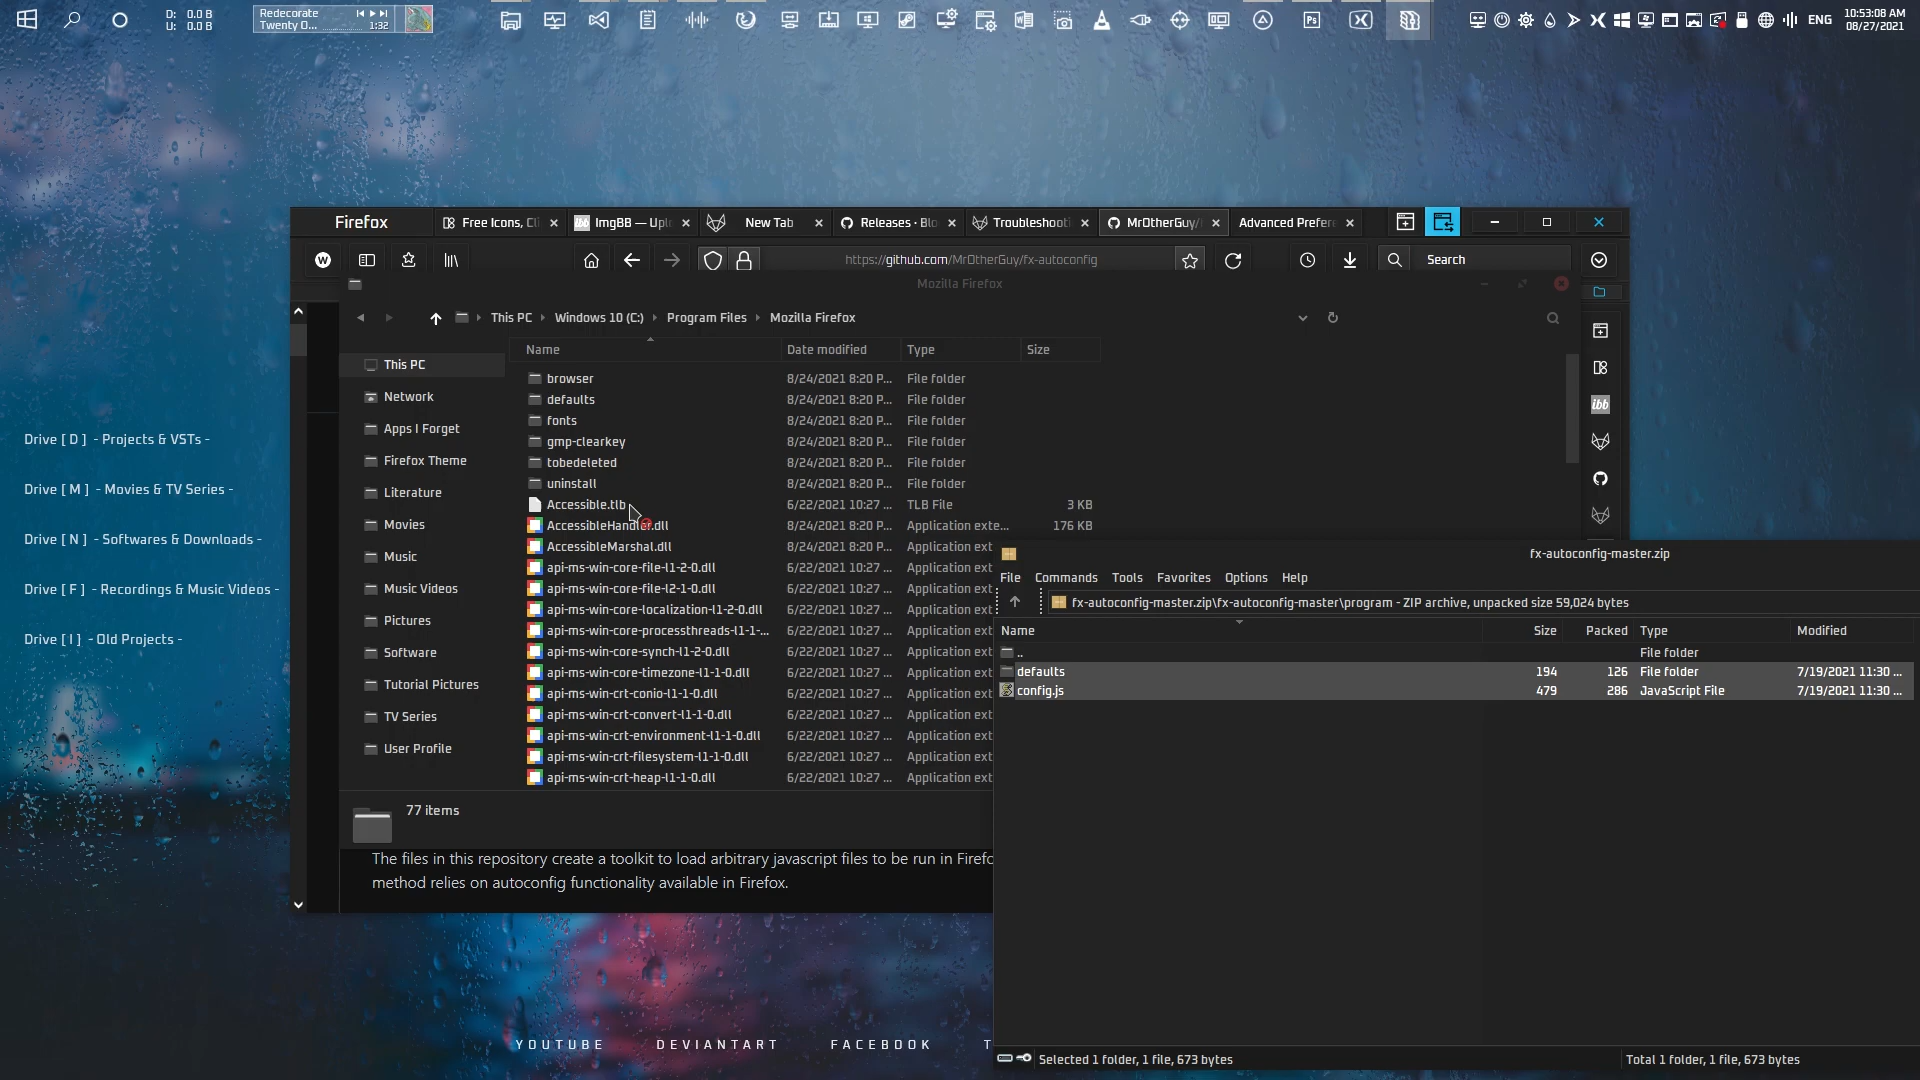 D: 0.0 B
U: 0.0 B
Redecorate
Twenty O...
1:32
ENG
10:53:08 AM
08/27/2021
Firefox
Free Icons, Cli
ImgBB — Uplo
New Tab
Releases · Blo
Troubleshooti
MrOtherGuy/
Advanced Prefere
https://github.com/MrOtherGuy/fx-autoconfig
Search
Mozilla Firefox
This PC
Windows 10 (C:)
Program Files
Mozilla Firefox
Name
Date modified
Type
Size
This PC
Network
Apps I Forget
Firefox Theme
Literature
Movies
Music
Music Videos
Pictures
Software
Tutorial Pictures
TV Series
User Profile
browser 8/24/2021 8:20 P... File folder
defaults 8/24/2021 8:20 P... File folder
fonts 8/24/2021 8:20 P... File folder
gmp-clearkey 8/24/2021 8:20 P... File folder
tobedeleted 8/24/2021 8:20 P... File folder
uninstall 8/24/2021 8:20 P... File folder
Accessible.tlb 6/22/2021 10:27 ... TLB File 3 KB
AccessibleHandler.dll 8/24/2021 8:20 P... Application exte... 176 KB
AccessibleMarshal.dll 8/24/2021 8:20 P... Application ext
api-ms-win-core-file-l1-2-0.dll 6/22/2021 10:27 ... Application ext
api-ms-win-core-file-l2-1-0.dll 6/22/2021 10:27 ... Application ext
api-ms-win-core-localization-l1-2-0.dll 6/22/2021 10:27 ... Application ext
api-ms-win-core-processthreads-l1-1-... 6/22/2021 10:27 ... Application ext
api-ms-win-core-synch-l1-2-0.dll 6/22/2021 10:27 ... Application ext
api-ms-win-core-timezone-l1-1-0.dll 6/22/2021 10:27 ... Application ext
api-ms-win-crt-conio-l1-1-0.dll 6/22/2021 10:27 ... Application ext
api-ms-win-crt-convert-l1-1-0.dll 6/22/2021 10:27 ... Application ext
api-ms-win-crt-environment-l1-1-0.dll 6/22/2021 10:27 ... Application ext
api-ms-win-crt-filesystem-l1-1-0.dll 6/22/2021 10:27 ... Application ext
api-ms-win-crt-heap-l1-1-0.dll 6/22/2021 10:27 ... Application ext
77 items
The files in this repository create a toolkit to load arbitrary javascript files to be run in Firefo
method relies on autoconfig functionality available in Firefox.
Drive [ D ] - Projects & VSTs -
Drive [ M ] - Movies & TV Series -
Drive [ N ] - Softwares & Downloads -
Drive [ F ] - Recordings & Music Videos -
Drive [ I ] - Old Projects -
ibb
fx-autoconfig-master.zip
File Commands Tools Favorites Options Help
fx-autoconfig-master.zip\fx-autoconfig-master\program - ZIP archive, unpacked size 59,024 bytes
Name Size Packed Type Modified
.. File folder
defaults 194 126 File folder 7/19/2021 11:30 ...
config.js 479 286 JavaScript File 7/19/2021 11:30 ...
Selected 1 folder, 1 file, 673 bytes
Total 1 folder, 1 file, 673 bytes
YOUTUBE
DEVIANTART
FACEBOOK
T